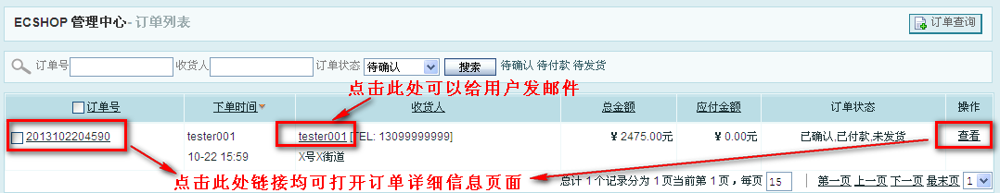 ECSHOP 管理中心 - 订单列表 订单查询
订单号 收货人 订单状态 待确认 搜索 待确认 待付款 待发货
点击此处可以给用户发邮件
订单号 下单时间 收货人 总金额 应付金额 订单状态 操作
2013102204590 tester001 tester001 [TEL: 13099999999] ¥ 2475.00元 ¥ 0.00元 已确认,已付款,未发货 查看
10-22 15:59 X号X街道
点击此处链接均可打开订单详细信息页面
总计 1 个记录分为 1 页当前第 1 页，每页 15 第一页 上一页 下一页 最末页 1